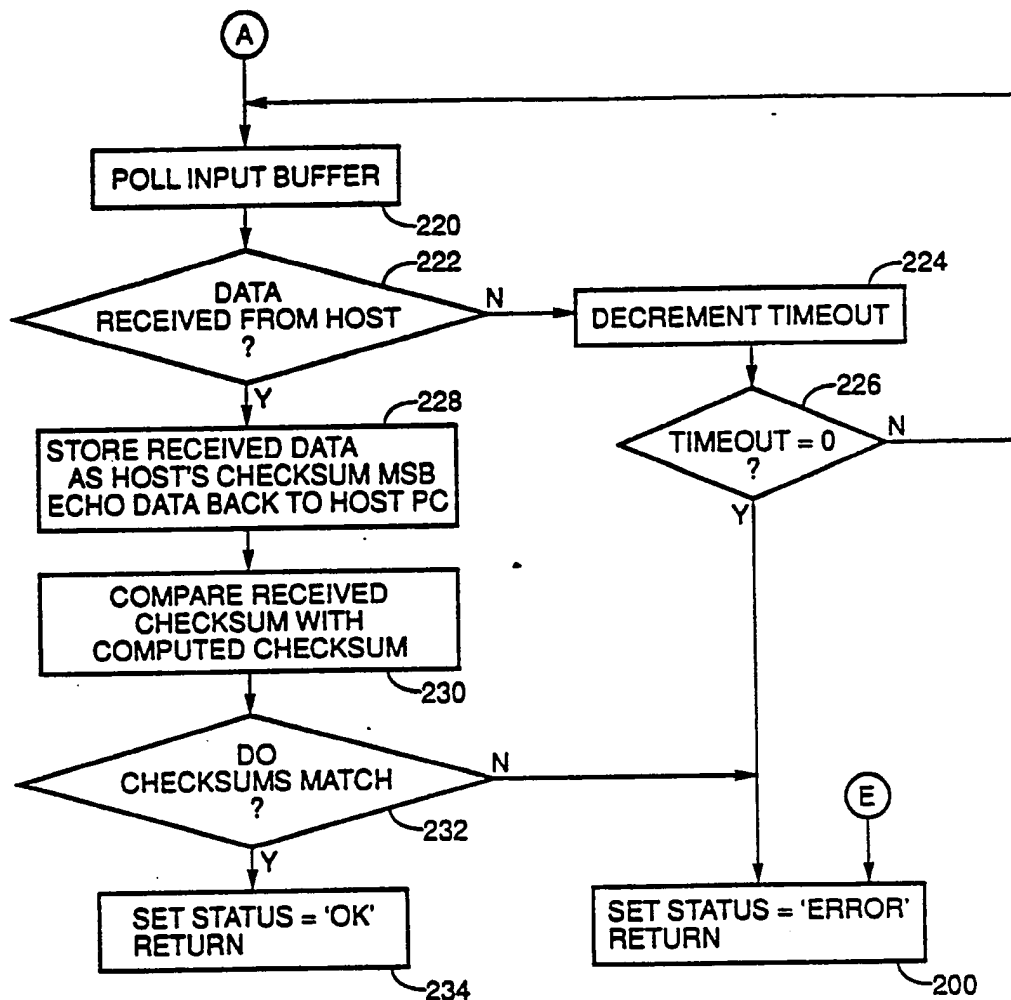 A
POLL INPUT BUFFER
220
222
DATA
RECEIVED FROM HOST
?
N
Y
224
DECREMENT TIMEOUT
226
TIMEOUT = 0
?
N
Y
228
STORE RECEIVED DATA
AS HOST'S CHECKSUM MSB
ECHO DATA BACK TO HOST PC
COMPARE RECEIVED
CHECKSUM WITH
COMPUTED CHECKSUM
230
DO
CHECKSUMS MATCH
?
N
232
Y
E
SET STATUS = 'OK'
RETURN
234
SET STATUS = 'ERROR'
RETURN
200